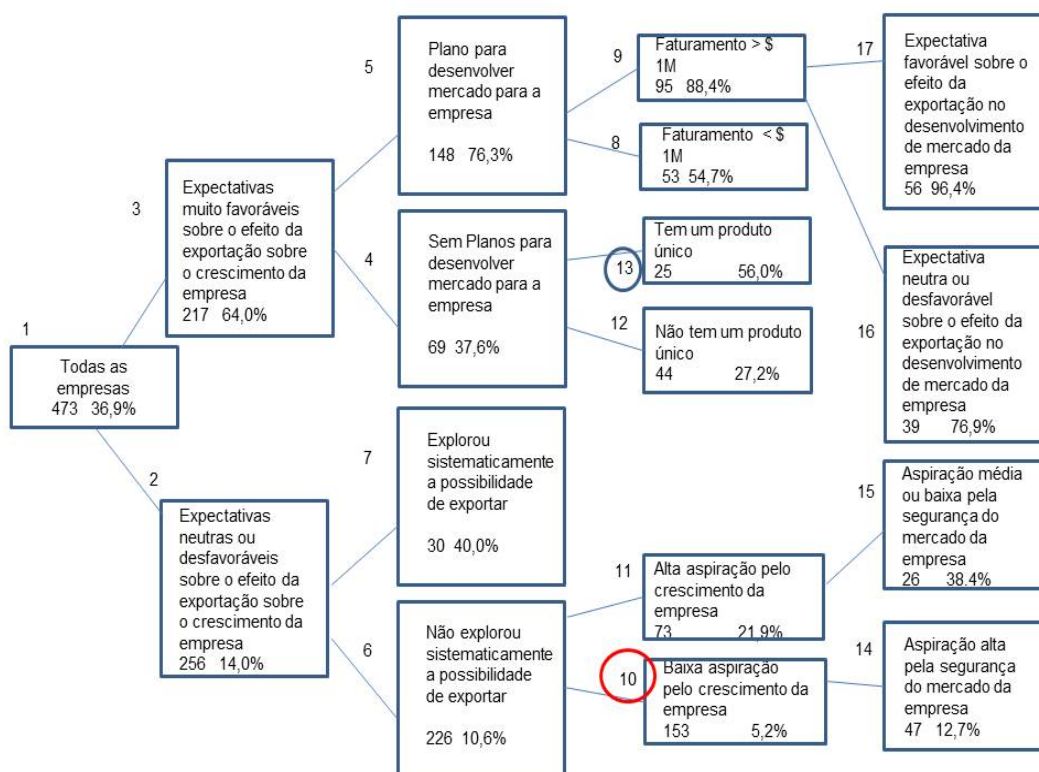 1
Todas as
empresas
473 36,9%
3
Expectativas
muito favoráveis
sobre o efeito da
exportação sobre
o crescimento da
empresa
217 64,0%
2
Expectativas
neutras ou
desfavoráveis
sobre o efeito da
exportação sobre
o crescimento da
empresa
256 14,0%
5
Plano para
desenvolver
mercado para a
empresa
148 76,3%
4
Sem Planos para
desenvolver
mercado para a
empresa
69 37,6%
7
Explorou
sistematicamente
a possibilidade
de exportar
30 40,0%
6
Não explorou
sistematicamente
a possibilidade
de exportar
226 10,6%
9
Faturamento > $
1M
95 88,4%
8
Faturamento < $
1M
53 54,7%
13
Tem um produto
único
25 56,0%
12
Não tem um produto
único
44 27,2%
11
Alta aspiração pelo
crescimento da
empresa
73 21,9%
10
Baixa aspiração
pelo crescimento da
empresa
153 5,2%
17
Expectativa
favorável sobre o
efeito da
exportação no
desenvolvimento
de mercado da
empresa
56 96,4%
16
Expectativa
neutra ou
desfavorável
sobre o efeito da
exportação no
desenvolvimento
de mercado da
empresa
39 76,9%
15
Aspiração média
ou baixa pela
segurança do
mercado da
empresa
26 38.4%
14
Aspiração alta
pela segurança
do mercado da
empresa
47 12,7%